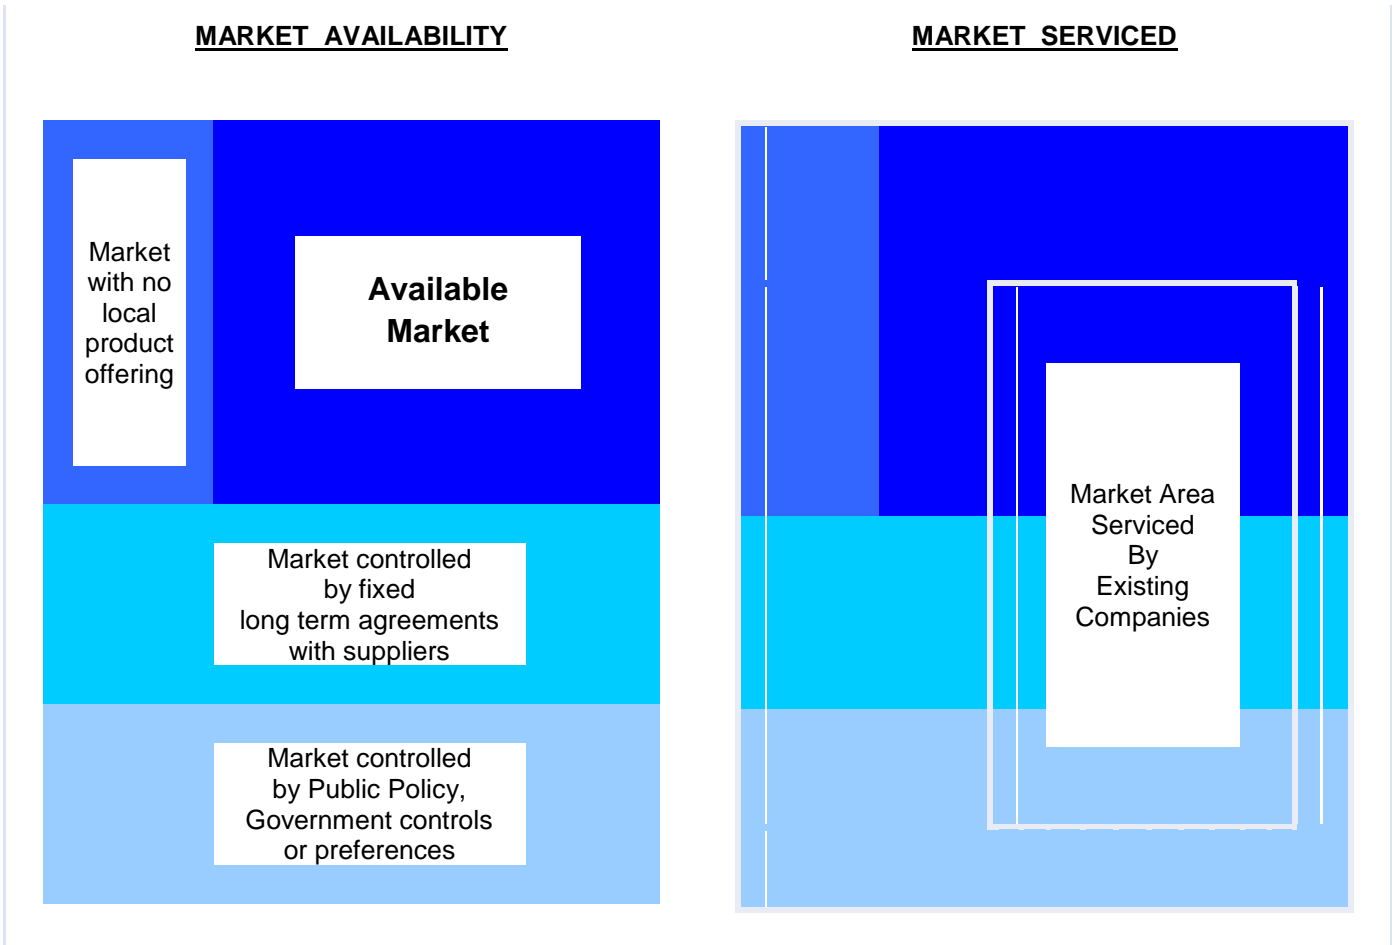 MARKET AVAILABILITY
Market
with no
local
product
offering
Available
Market
Market controlled
by fixed
long term agreements
with suppliers
Market controlled
by Public Policy,
Government controls
or preferences
MARKET SERVICED
Market Area
Serviced
By
Existing
Companies